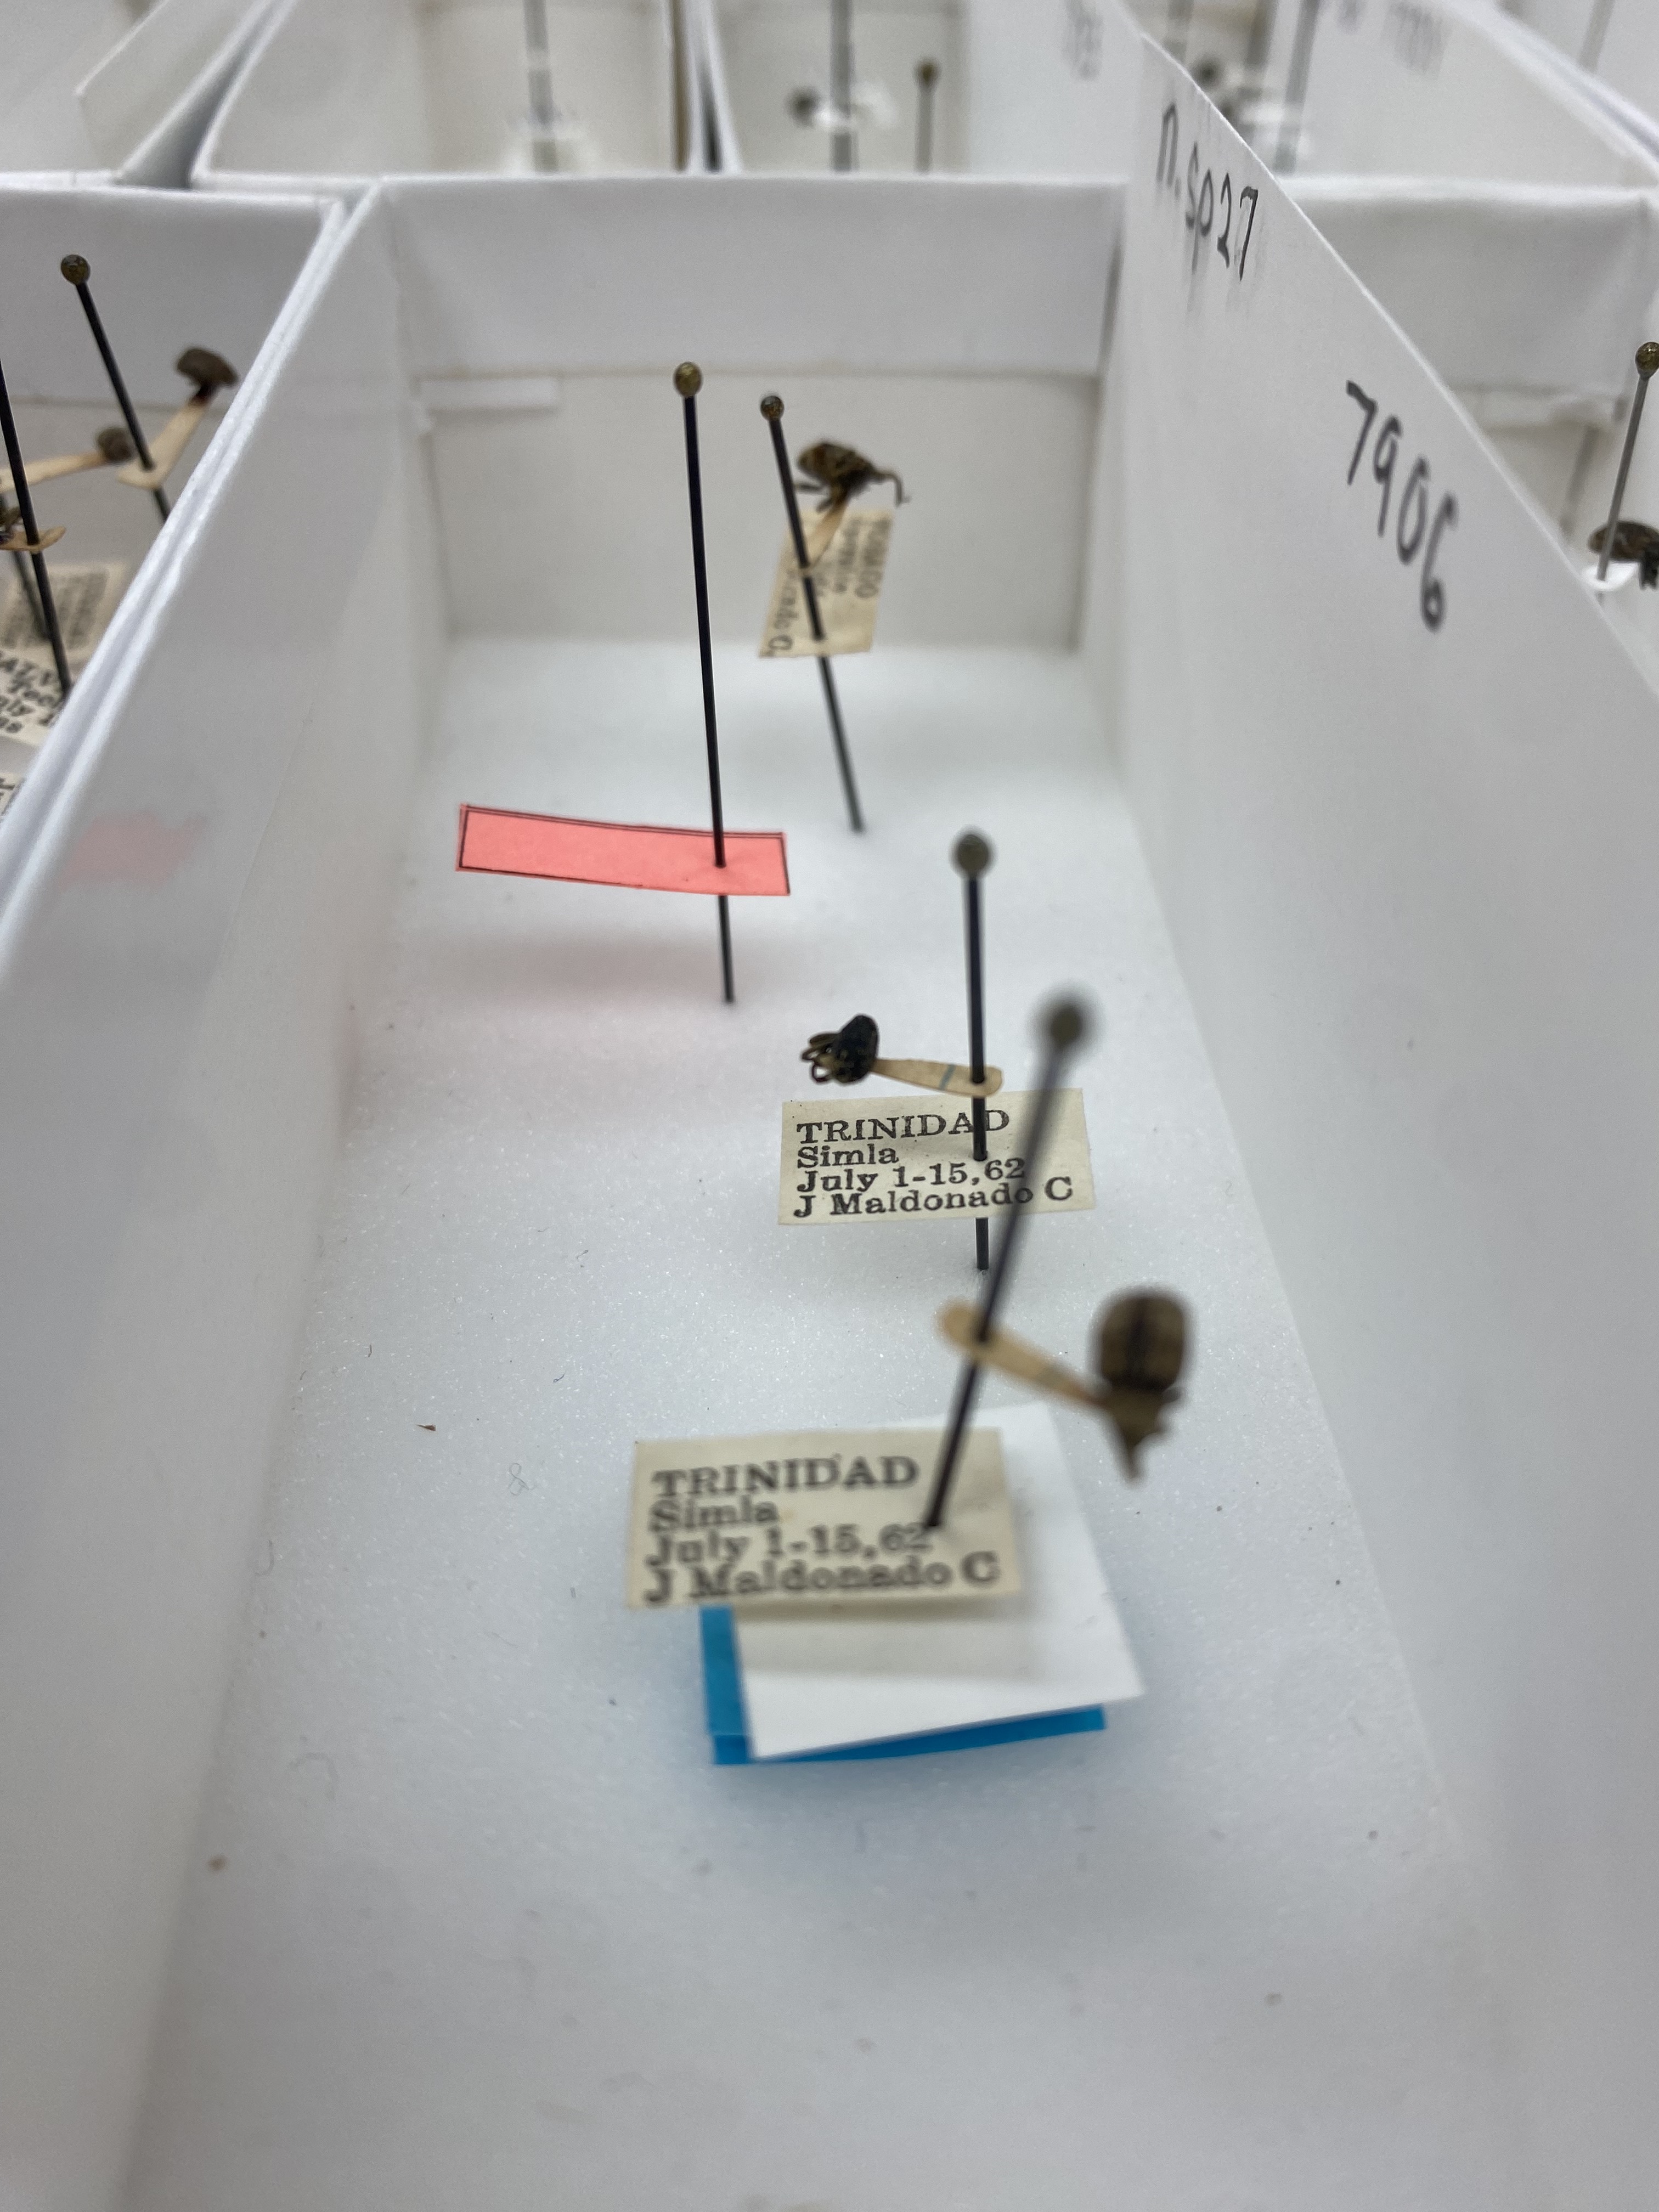 n.sp27
7906
TRINIDAD
Simla
July 1-15,62
J Maldonado C
TRINIDAD
Simla
July 1-15,62
J Maldonado C